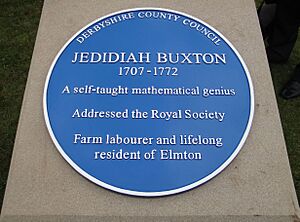 DERBYSHIRE COUNTY COUNCIL
JEDIDIAH BUXTON
1707-1772
A self-taught mathematical genius
Addressed the Royal Society
Farm labourer and lifelong
resident of Elmton